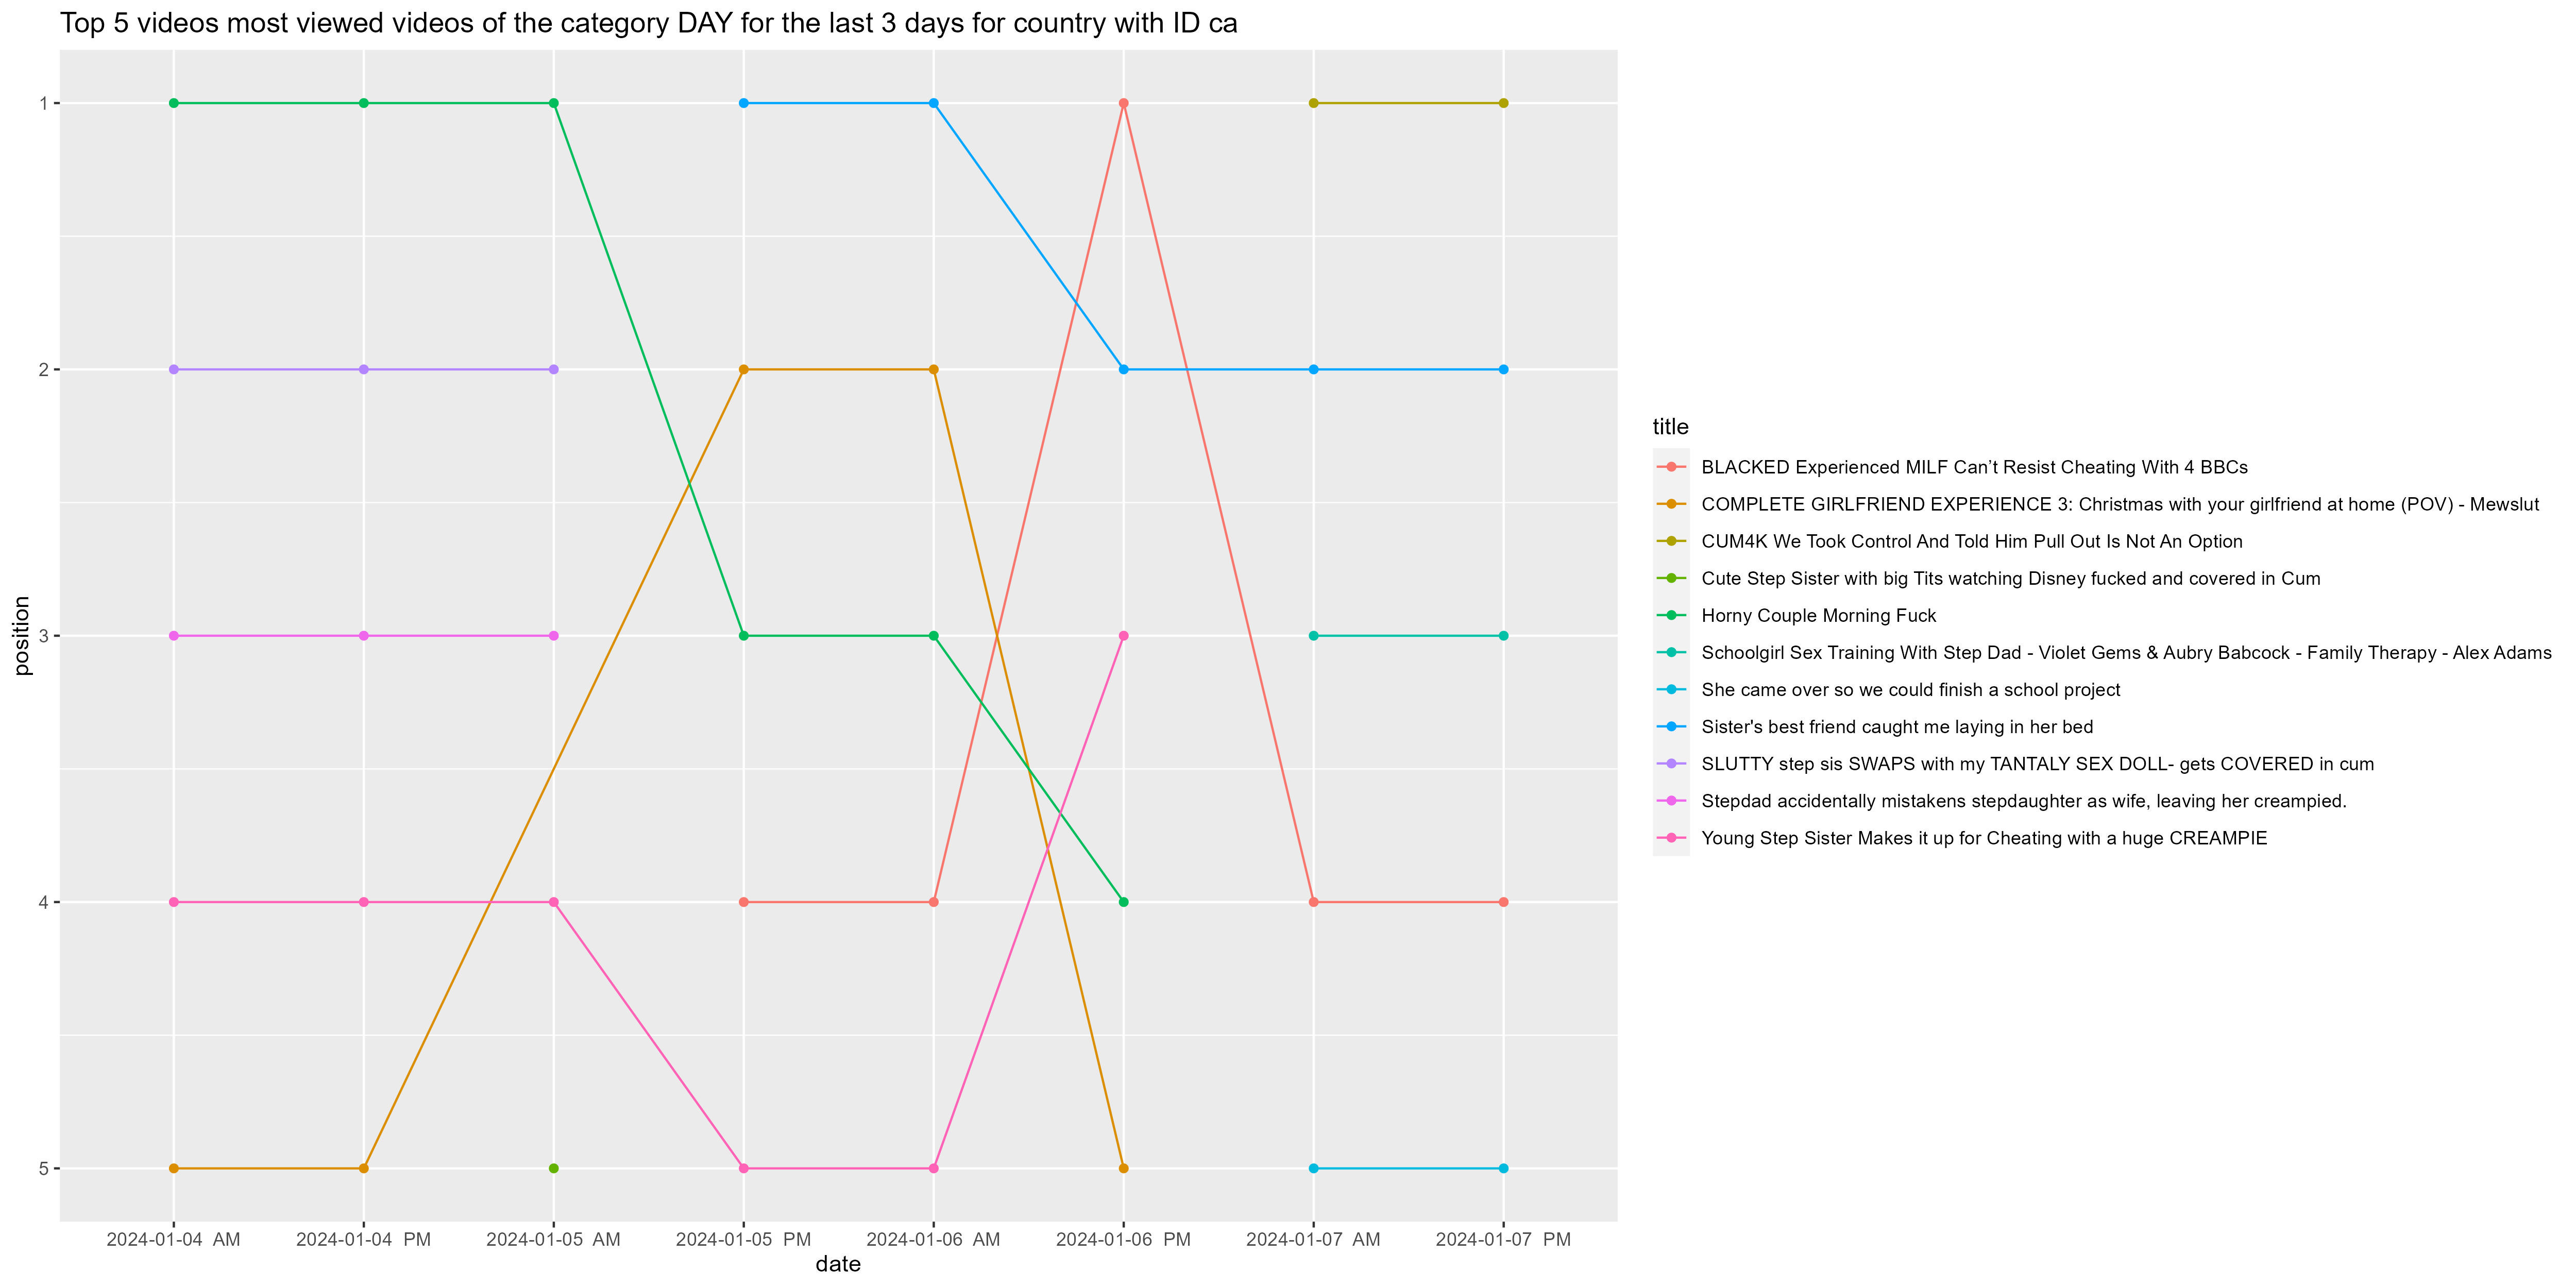 Top 5 videos most viewed videos of the category DAY for the last 3 days for country with ID ca
position
1
2
3
4
5
2024-01-04 AM
2024-01-04 PM
2024-01-05 AM
2024-01-05 PM
2024-01-06 AM
2024-01-06 PM
2024-01-07 AM
2024-01-07 PM
date
title
BLACKED Experienced MILF Can’t Resist Cheating With 4 BBCs
COMPLETE GIRLFRIEND EXPERIENCE 3: Christmas with your girlfriend at home (POV) - Mewslut
CUM4K We Took Control And Told Him Pull Out Is Not An Option
Cute Step Sister with big Tits watching Disney fucked and covered in Cum
Horny Couple Morning Fuck
Schoolgirl Sex Training With Step Dad - Violet Gems & Aubry Babcock - Family Therapy - Alex Adams
She came over so we could finish a school project
Sister's best friend caught me laying in her bed
SLUTTY step sis SWAPS with my TANTALY SEX DOLL- gets COVERED in cum
Stepdad accidentally mistakens stepdaughter as wife, leaving her creampied.
Young Step Sister Makes it up for Cheating with a huge CREAMPIE